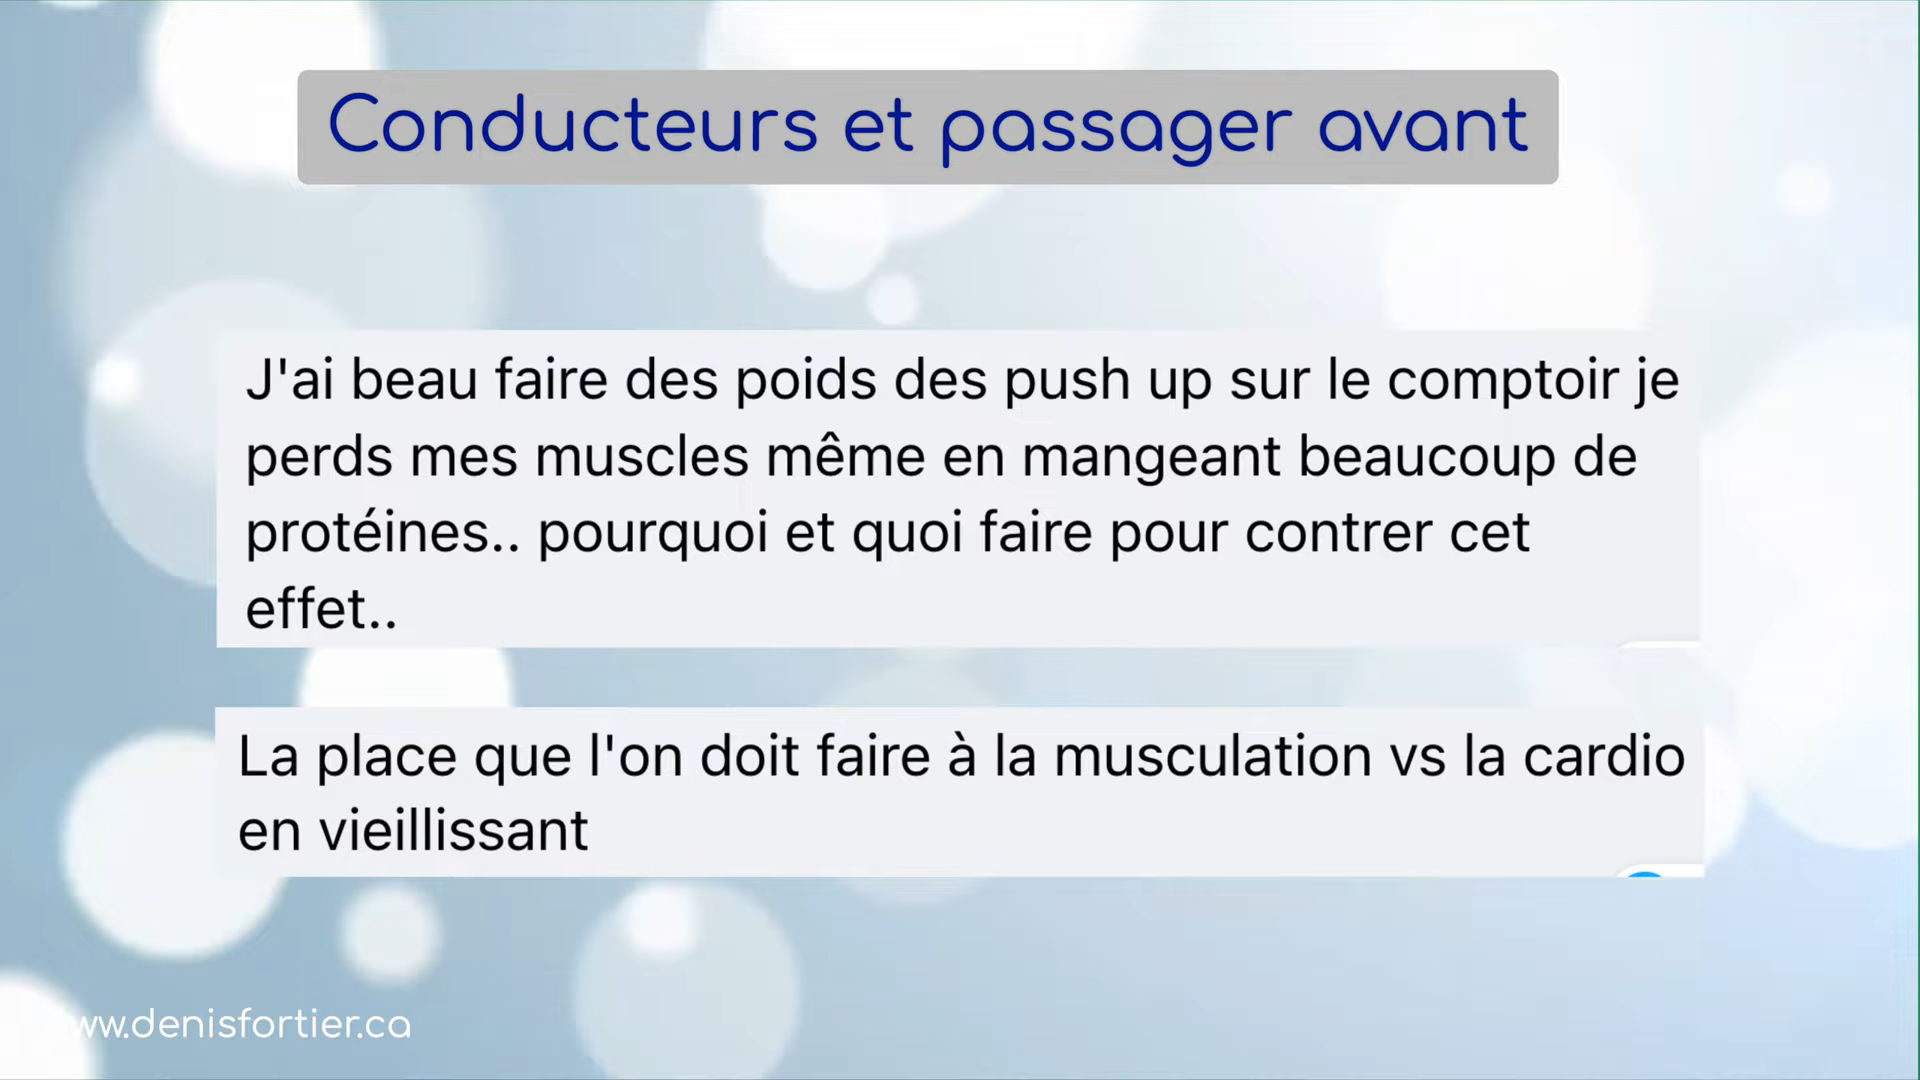 Conducteurs et passager avant
J'ai beau faire des poids des push up sur le comptoir je
perds mes muscles même en mangeant beaucoup de
protéines.. pourquoi et quoi faire pour contrer cet
effet..
La place que l'on doit faire à la musculation vs la cardio
en vieillissant
www.denisfortier.ca